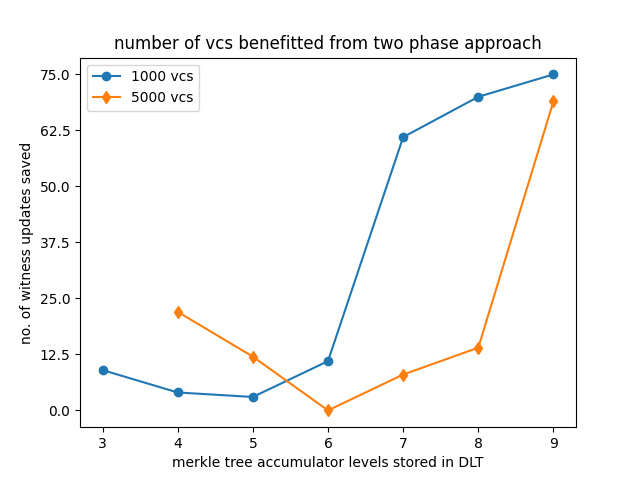 number of vcs benefitted from two phase approach
1000 vcs
5000 vcs
75.0
62.5
50.0
37.5
25.0
12.5
0.0
no. of witness updates saved
3 4 5 6 7 8 9
merkle tree accumulator levels stored in DLT